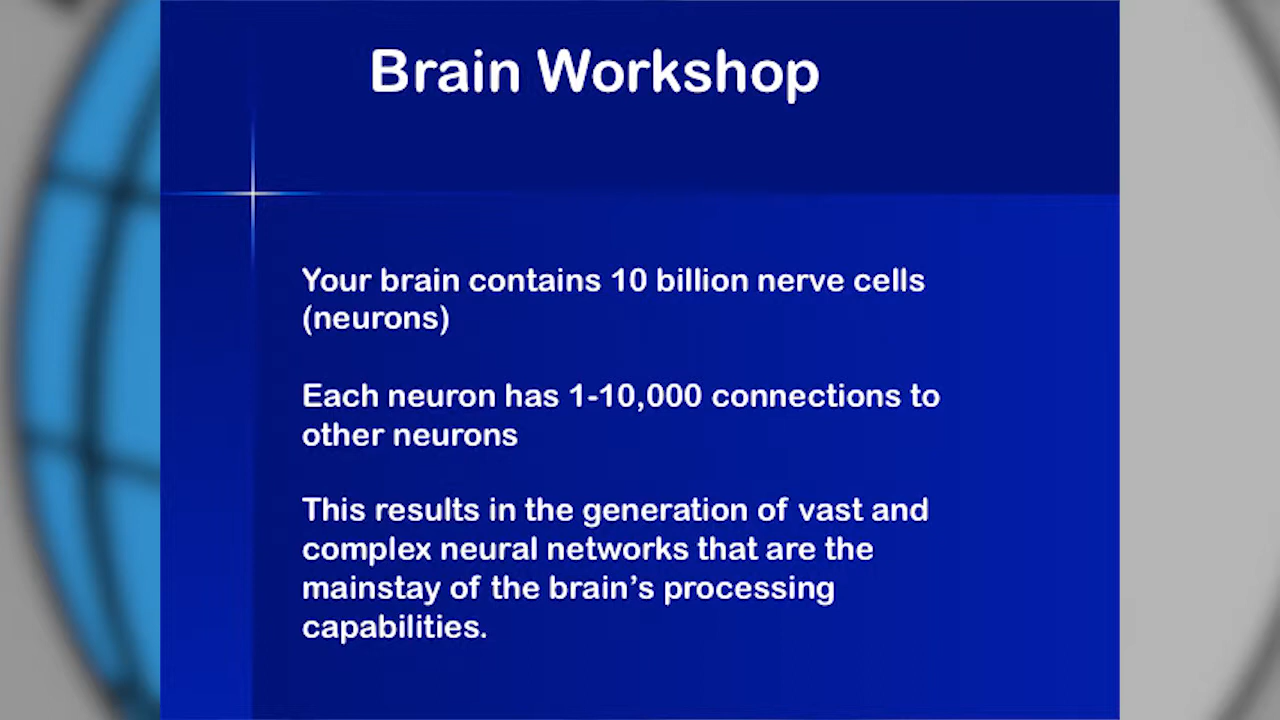 Brain Workshop
Your brain contains 10 billion nerve cells
(neurons)
Each neuron has 1-10,000 connections to
other neurons
This results in the generation of vast and
complex neural networks that are the
mainstay of the brain’s processing
capabilities.